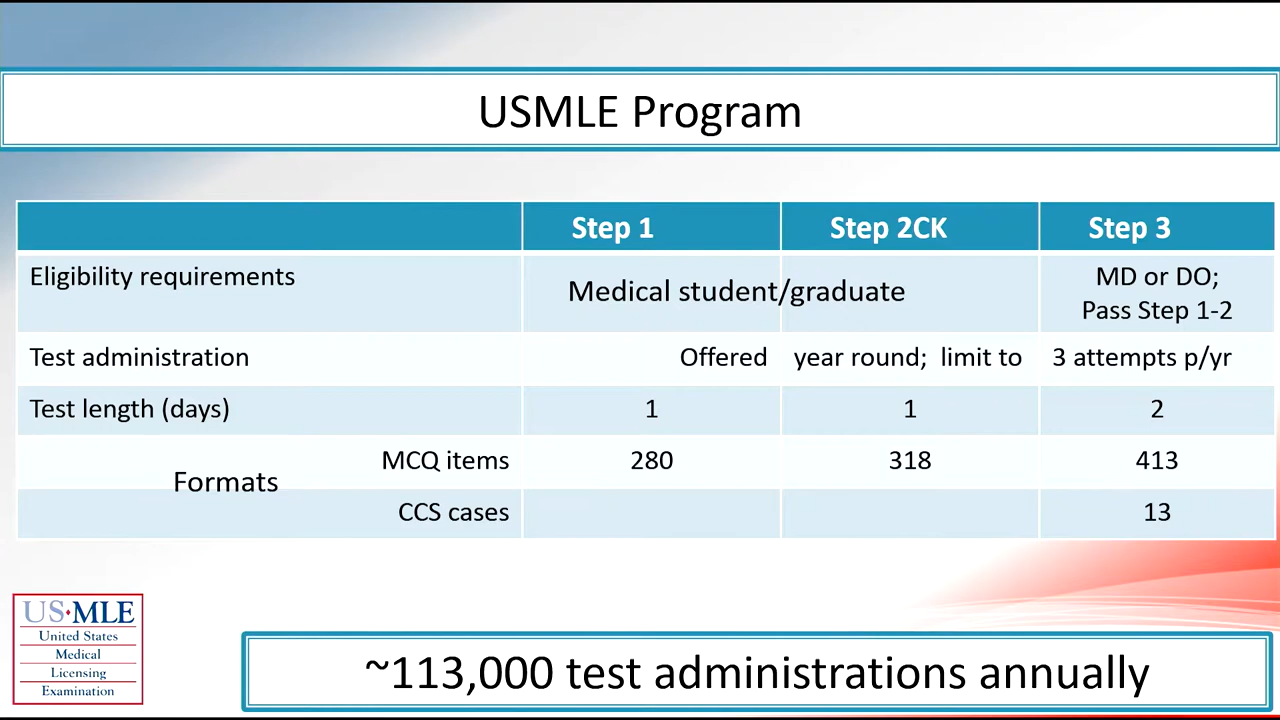 USMLE Program
Step 1 Step 2CK Step 3
Eligibility requirements Medical student/graduate MD or DO;
Pass Step 1-2
Test administration Offered year round; limit to 3 attempts p/yr
Test length (days) 1 1 2
MCQ items 280 318 413
Formats
CCS cases 13
US♦MLE
United States
Medical
Licensing
Examination
~113,000 test administrations annually